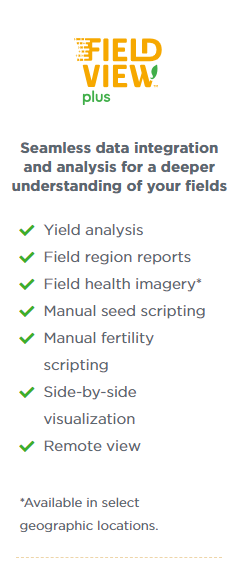 FIELD
VIEW™
plus
Seamless data integration
and analysis for a deeper
understanding of your fields
Yield analysis
Field region reports
Field health imagery*
Manual seed scripting
Manual fertility
scripting
Side-by-side
visualization
Remote view
*Available in select
geographic locations.